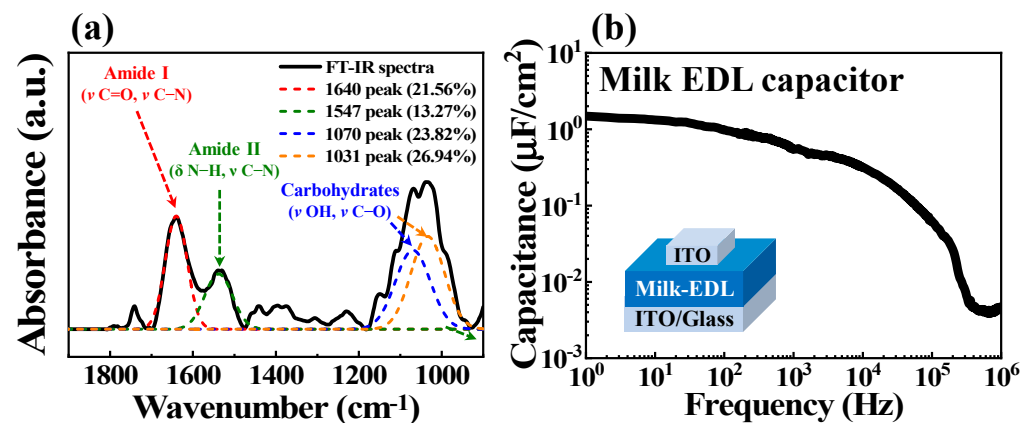 (a)
Absorbance (a.u.)
Amide I
(ν C=O, ν C−N)
Amide II
(δ N−H, ν C−N)
FT-IR spectra
1640 peak (21.56%)
1547 peak (13.27%)
1070 peak (23.82%)
1031 peak (26.94%)
Carbohydrates
(ν OH, ν C−O)
1800 1600 1400 1200 1000
Wavenumber (cm⁻¹)
(b)
Capacitance (μF/cm²)
10¹
10⁰
10⁻¹
10⁻²
10⁻³
Milk EDL capacitor
ITO
Milk-EDL
ITO/Glass
10⁰ 10¹ 10² 10³ 10⁴ 10⁵ 10⁶
Frequency (Hz)